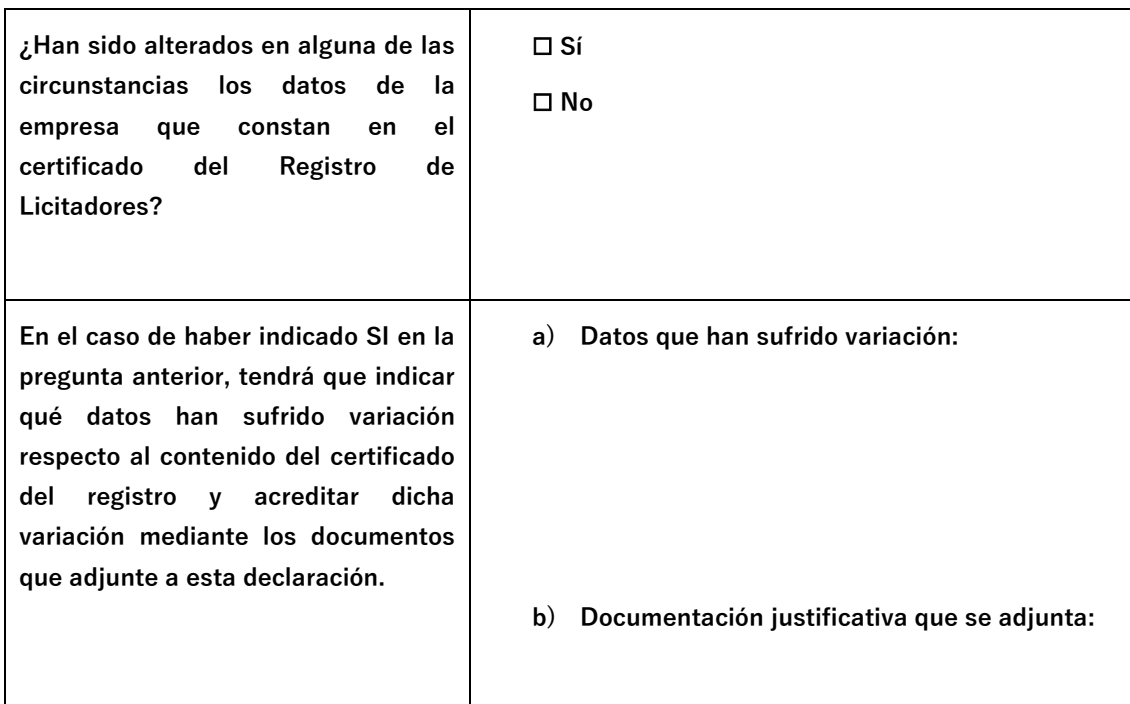 ¿Han sido alterados en alguna de las
circunstancias los datos de la
empresa que constan en el
certificado del Registro de
Licitadores?
☐ Sí
☐ No
En el caso de haber indicado SI en la
pregunta anterior, tendrá que indicar
qué datos han sufrido variación
respecto al contenido del certificado
del registro y acreditar dicha
variación mediante los documentos
que adjunte a esta declaración.
a) Datos que han sufrido variación:
b) Documentación justificativa que se adjunta: